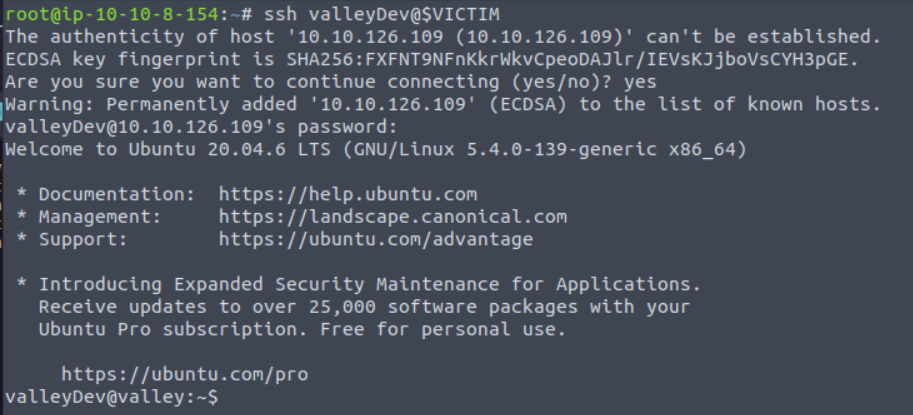 root@ip-10-10-8-154:~# ssh valleyDev@$VICTIM
The authenticity of host '10.10.126.109 (10.10.126.109)' can't be established.
ECDSA key fingerprint is SHA256:FXFNT9NFnKkrWkvCpeoDAJlr/IEVsKJjboVsCYH3pGE.
Are you sure you want to continue connecting (yes/no)? yes
Warning: Permanently added '10.10.126.109' (ECDSA) to the list of known hosts.
valleyDev@10.10.126.109's password:
Welcome to Ubuntu 20.04.6 LTS (GNU/Linux 5.4.0-139-generic x86_64)
* Documentation:  https://help.ubuntu.com
* Management:     https://landscape.canonical.com
* Support:        https://ubuntu.com/advantage
* Introducing Expanded Security Maintenance for Applications.
Receive updates to over 25,000 software packages with your
Ubuntu Pro subscription. Free for personal use.
https://ubuntu.com/pro
valleyDev@valley:~$